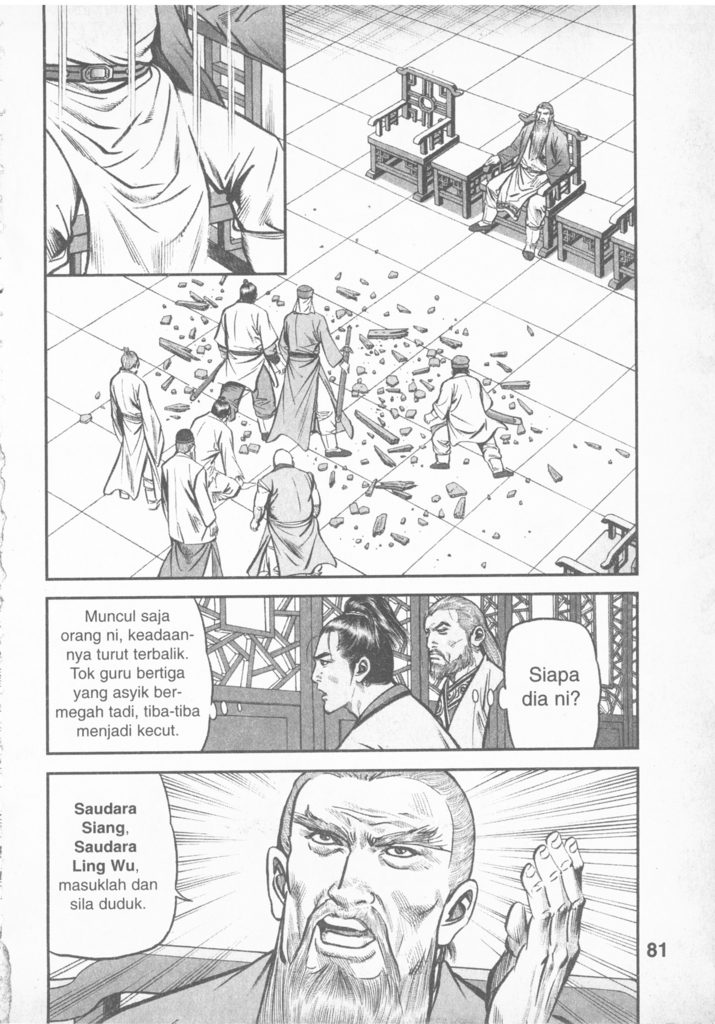 Muncul saja
orang ni, keadaan-
nya turut terbalik.
Tok guru bertiga
yang asyik ber-
megah tadi, tiba-tiba
menjadi kecut.
Siapa
dia ni?
Saudara
Siang,
Saudara
Ling Wu,
masuklah dan
sila duduk.
81